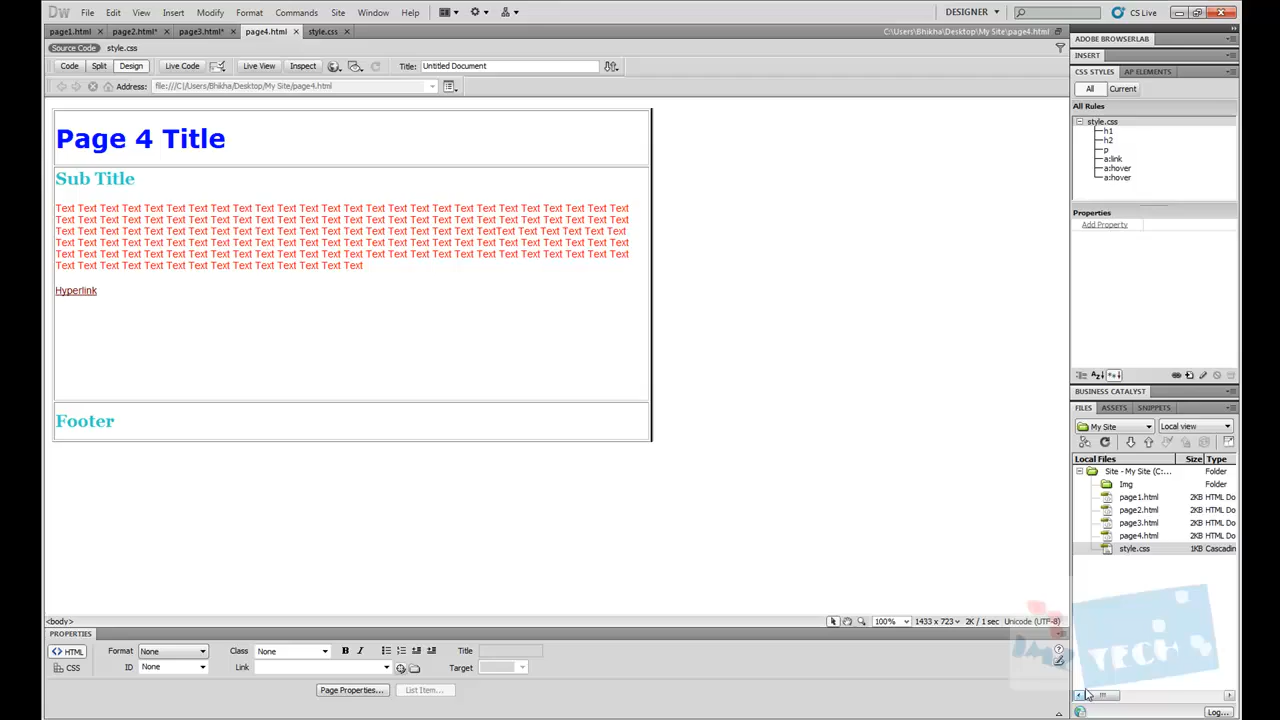 Dw File Edit View Insert Modify Format Commands Site Window Help DESIGNER CS Live
page1.html × page2.html* × page3.html* × page4.html × style.css × C:\Users\Bhikha\Desktop\My Site\page4.html
Source Code style.css
Code Split Design Live Code Live View Inspect Title: Untitled Document
Address: file:///C|/Users/Bhikha/Desktop/My Site/page4.html
Page 4 Title
Sub Title
Text Text Text Text Text Text Text Text Text Text Text Text Text Text Text Text Text Text Text Text Text Text Text Text Text Text
Text Text Text Text Text Text Text Text Text Text Text Text Text Text Text Text Text Text Text Text Text Text Text Text Text Text
Text Text Text Text Text Text Text Text Text Text Text Text Text Text Text Text Text Text Text TextText Text Text Text Text Text
Text Text Text Text Text Text Text Text Text Text Text Text Text Text Text Text Text Text Text Text Text Text Text Text Text Text
Text Text Text Text Text Text Text Text Text Text Text Text Text Text Text Text Text Text Text Text Text Text Text Text Text Text
Text Text Text Text Text Text Text Text Text Text Text Text Text Text
Hyperlink
Footer
<body> 100% 1433 x 723 2K / 1 sec Unicode (UTF-8)
PROPERTIES
<> HTML Format None Class None B I Title
CSS ID None Link Target
Page Properties... List Item...
ADOBE BROWSERLAB
INSERT
CSS STYLES AP ELEMENTS
All Current
All Rules
style.css
h1
h2
p
a:link
a:hover
a:hover
Properties
Add Property
BUSINESS CATALYST
FILES ASSETS SNIPPETS
My Site Local view
Local Files Size Type
Site - My Site (C:... Folder
Img Folder
page1.html 2KB HTML Do
page2.html 2KB HTML Do
page3.html 2KB HTML Do
page4.html 2KB HTML Do
style.css 1KB Cascadin
TECH
Log...